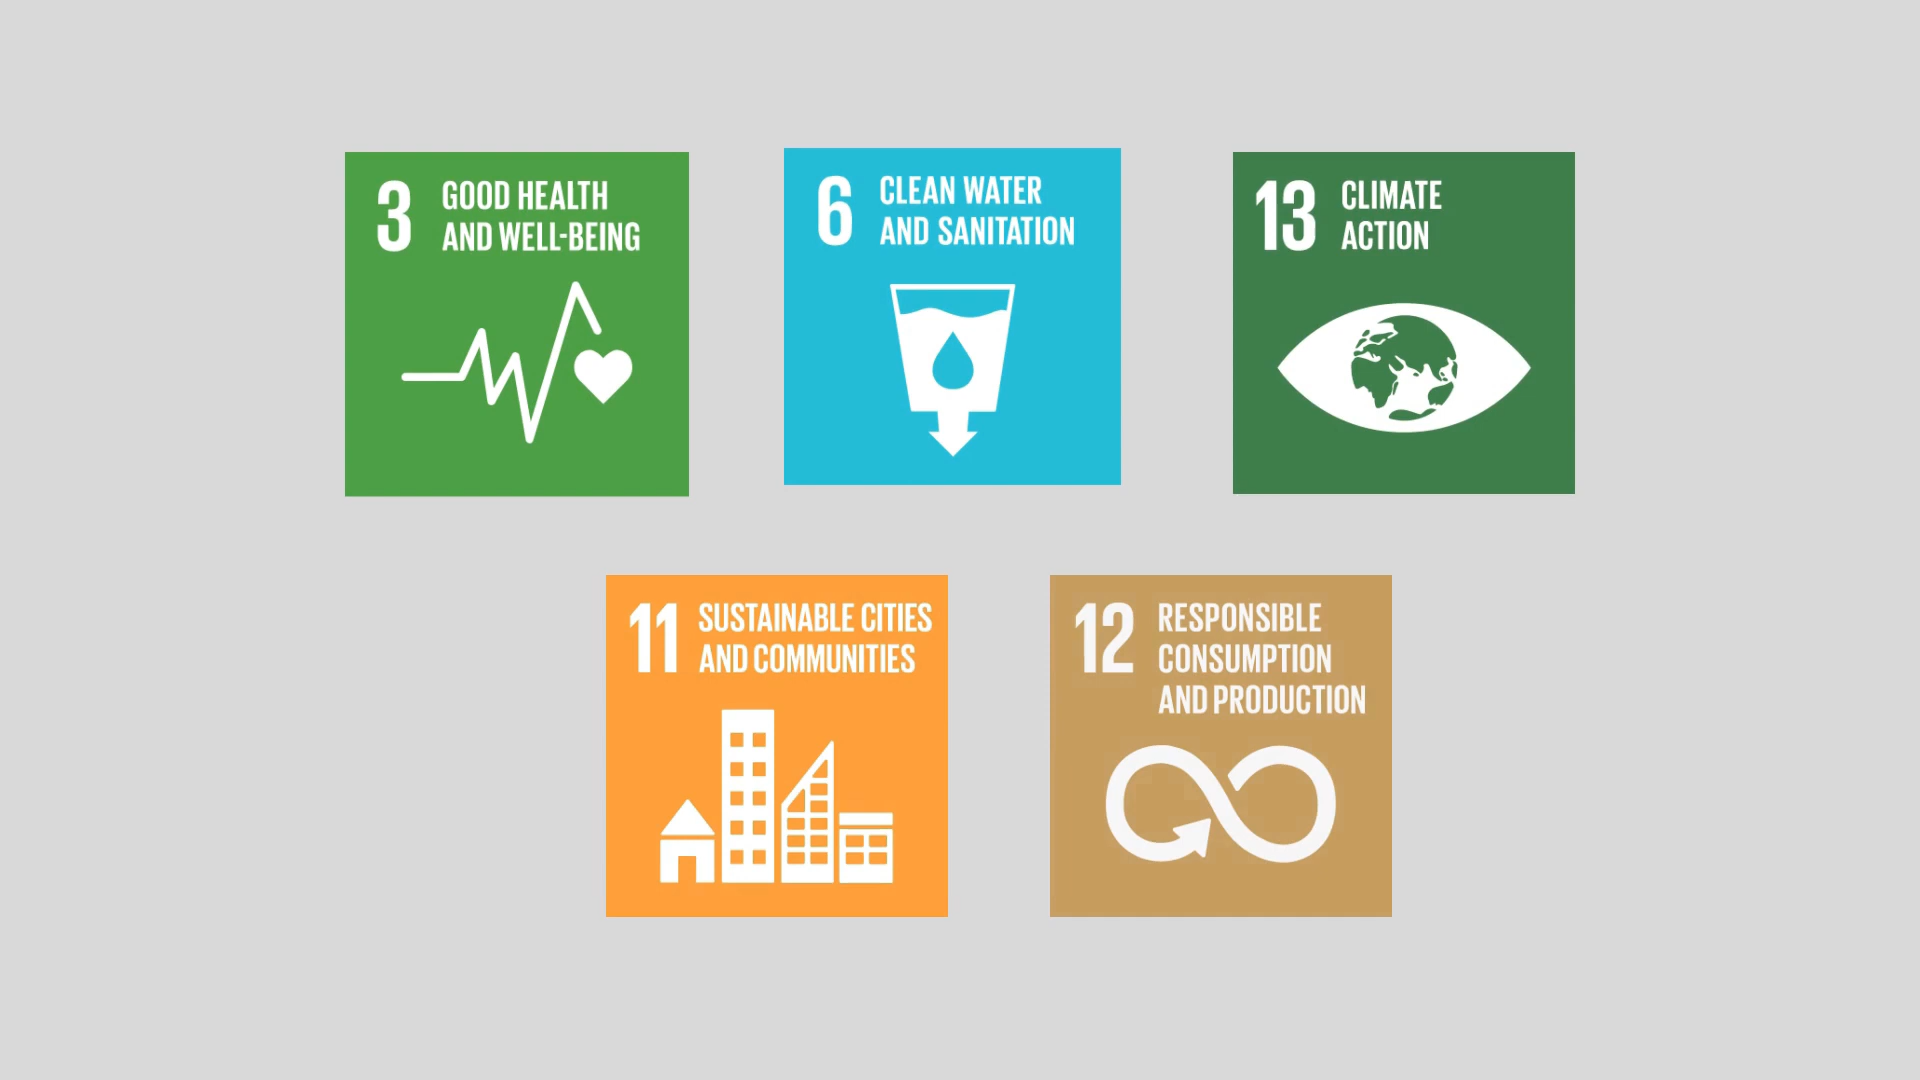 3 GOOD HEALTH
AND WELL-BEING
6 CLEAN WATER
AND SANITATION
13 CLIMATE
ACTION
11 SUSTAINABLE CITIES
AND COMMUNITIES
12 RESPONSIBLE
CONSUMPTION
AND PRODUCTION